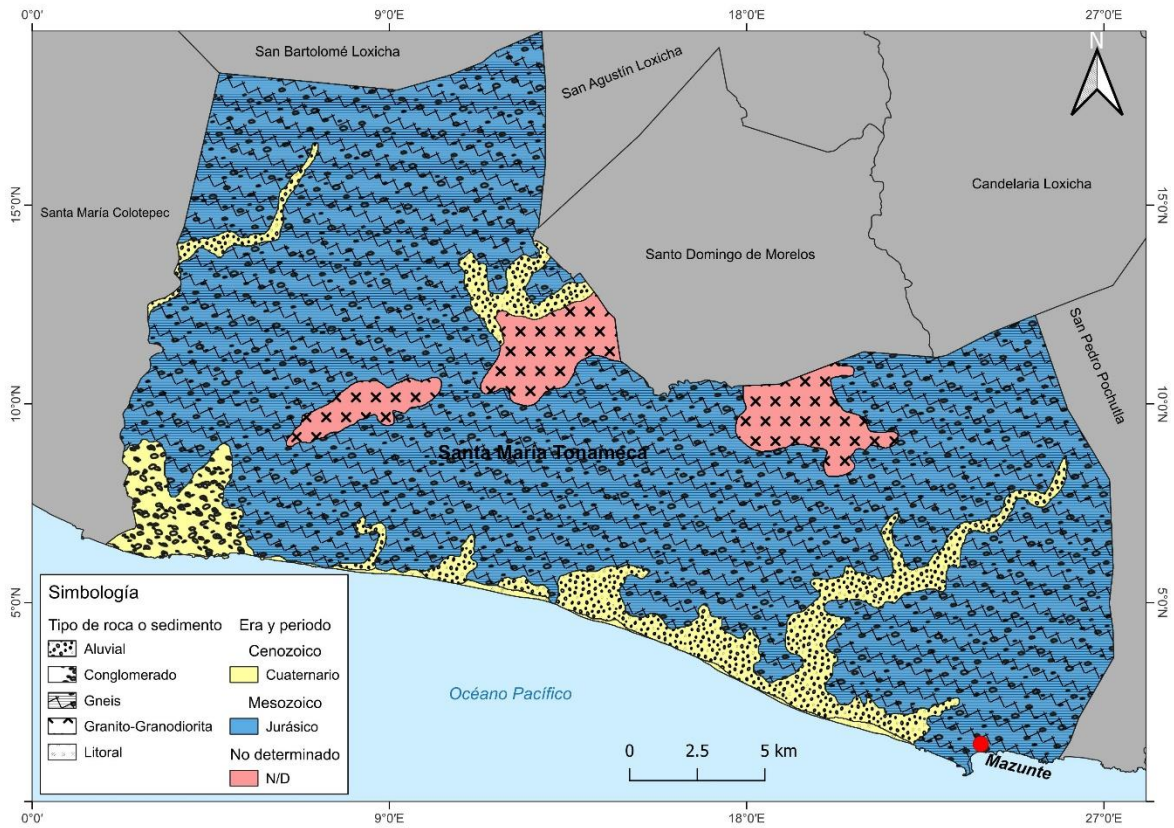 0°0' 9°0'E 18°0'E 27°0'E
N
San Bartolomé Loxicha
San Agustín Loxicha
Candelaria Loxicha
15°0'N 15°0'N
Santa María Colotepec
Santo Domingo de Morelos
San Pedro Pochutla
10°0'N 10°0'N
Santa María Tonameca
5°0'N 5°0'N
Simbología
Tipo de roca o sedimento
Aluvial
Conglomerado
Gneis
Granito-Granodiorita
Litoral
Era y periodo
Cenozoico
Cuaternario
Mesozoico
Jurásico
No determinado
N/D
Océano Pacífico
0 2.5 5 km
Mazunte
0°0' 9°0'E 18°0'E 27°0'E